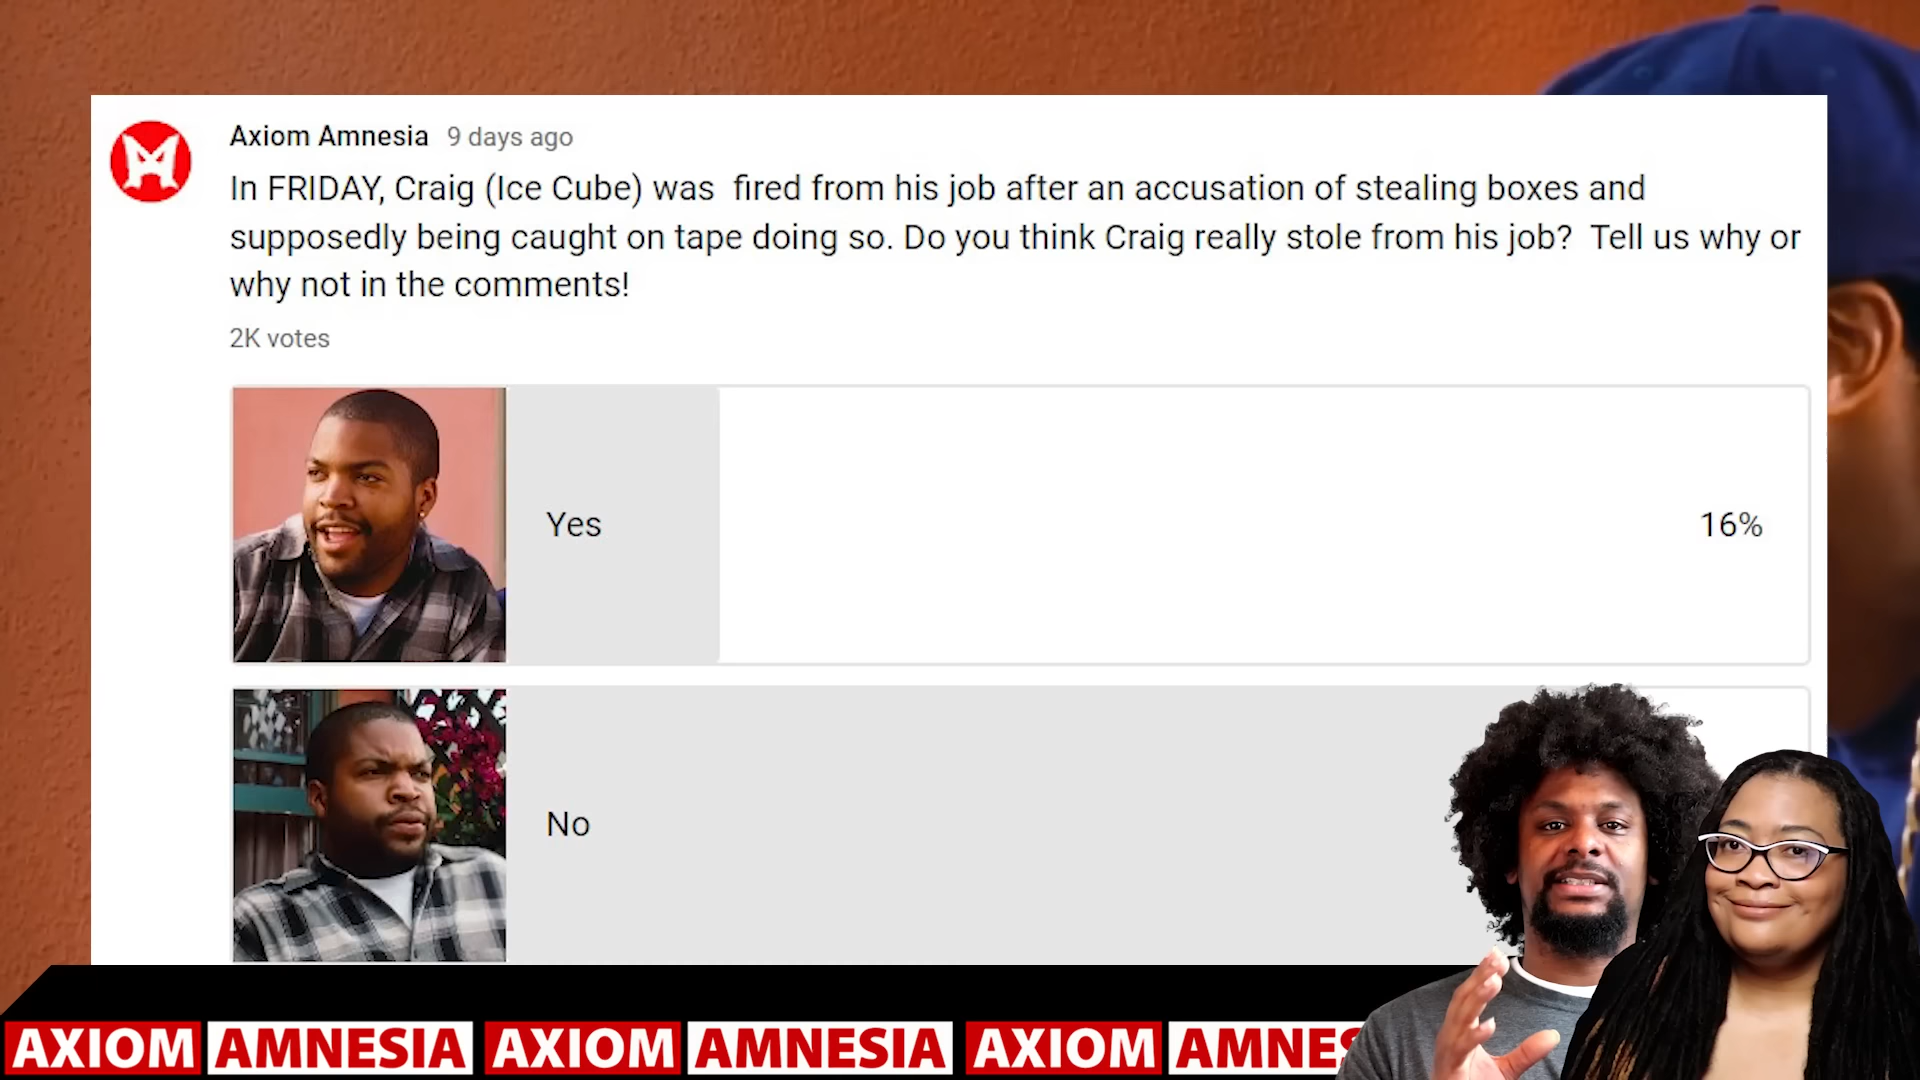 Axiom Amnesia 9 days ago
In FRIDAY, Craig (Ice Cube) was  fired from his job after an accusation of stealing boxes and
supposedly being caught on tape doing so. Do you think Craig really stole from his job?  Tell us why or
why not in the comments!
2K votes
Yes 16%
No
AXIOM AMNESIA AXIOM AMNESIA AXIOM AMNES